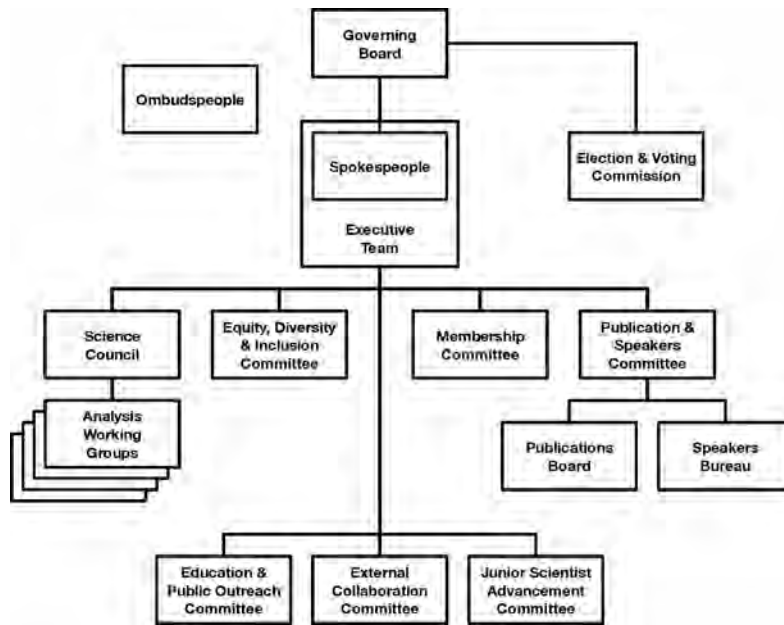 Governing
Board
Ombudspeople
Spokespeople
Election & Voting
Commission
Executive
Team
Science
Council
Equity, Diversity
& Inclusion
Committee
Membership
Committee
Publication &
Speakers
Committee
Analysis
Working
Groups
Publications
Board
Speakers
Bureau
Education &
Public Outreach
Committee
External
Collaboration
Committee
Junior Scientist
Advancement
Committee